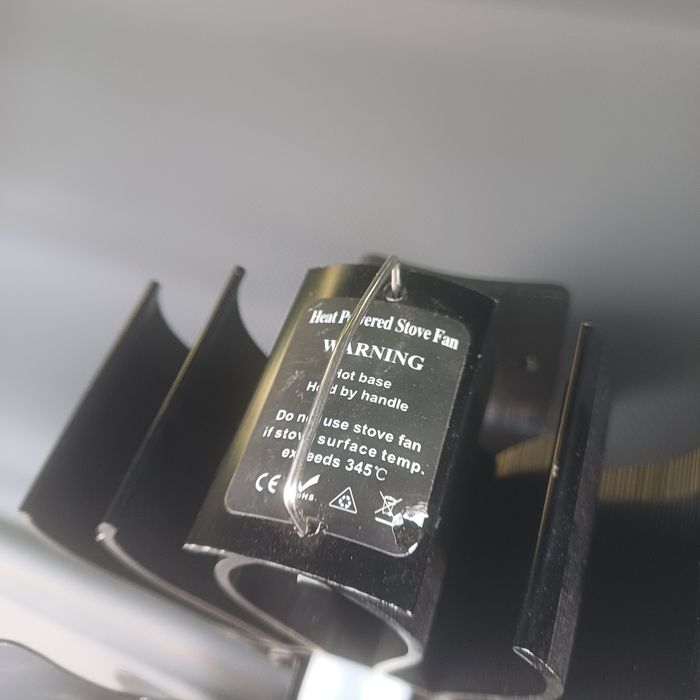 Heat Powered Stove Fan
WARNING
Hot base
Hold by handle
Do not use stove fan
if stove surface temp.
exceeds 345℃
CE RoHS.